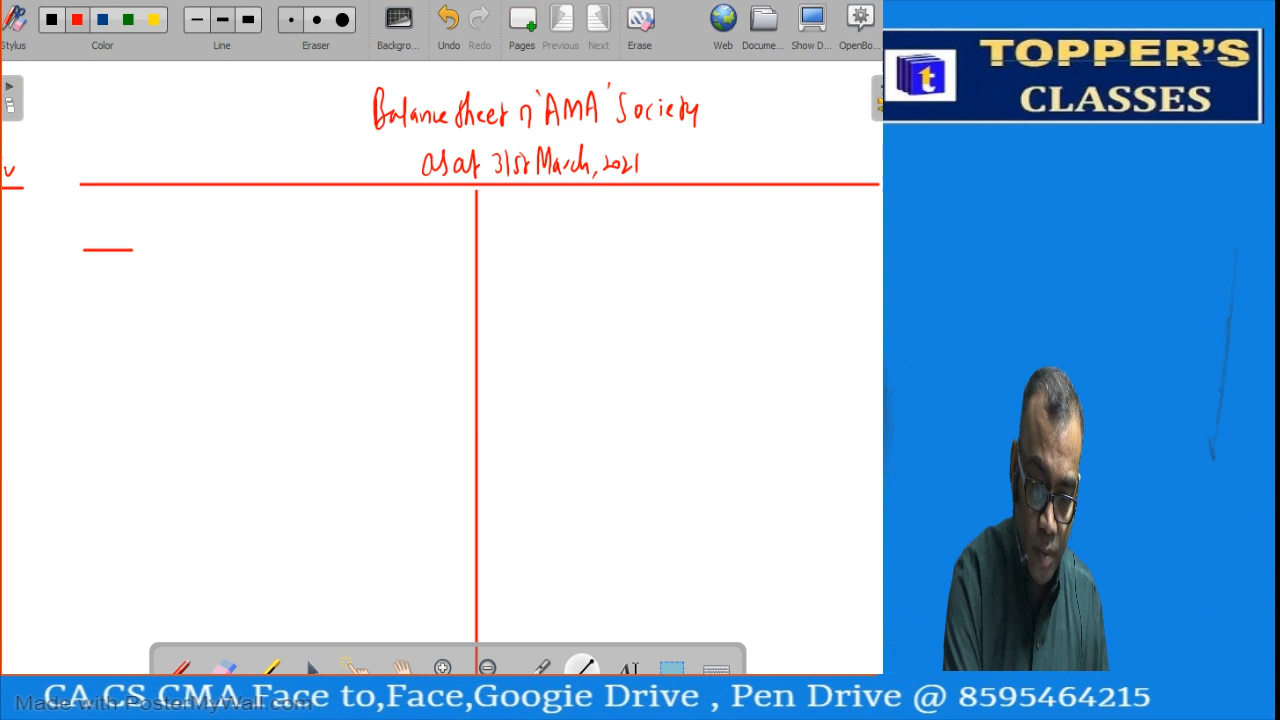 Stylus
Color
Line
Eraser
Backgro...
Undo
Redo
Pages
Previous
Next
Erase
Web
Docume...
Show D...
OpenBo...
TOPPER'S
CLASSES
t
Balance Sheet of 'AMA' Society
as at 31st March, 2021
CA,CS,CMA Face to,Face,Googie Drive , Pen Drive @ 8595464215
Made with PosterMyWall.com